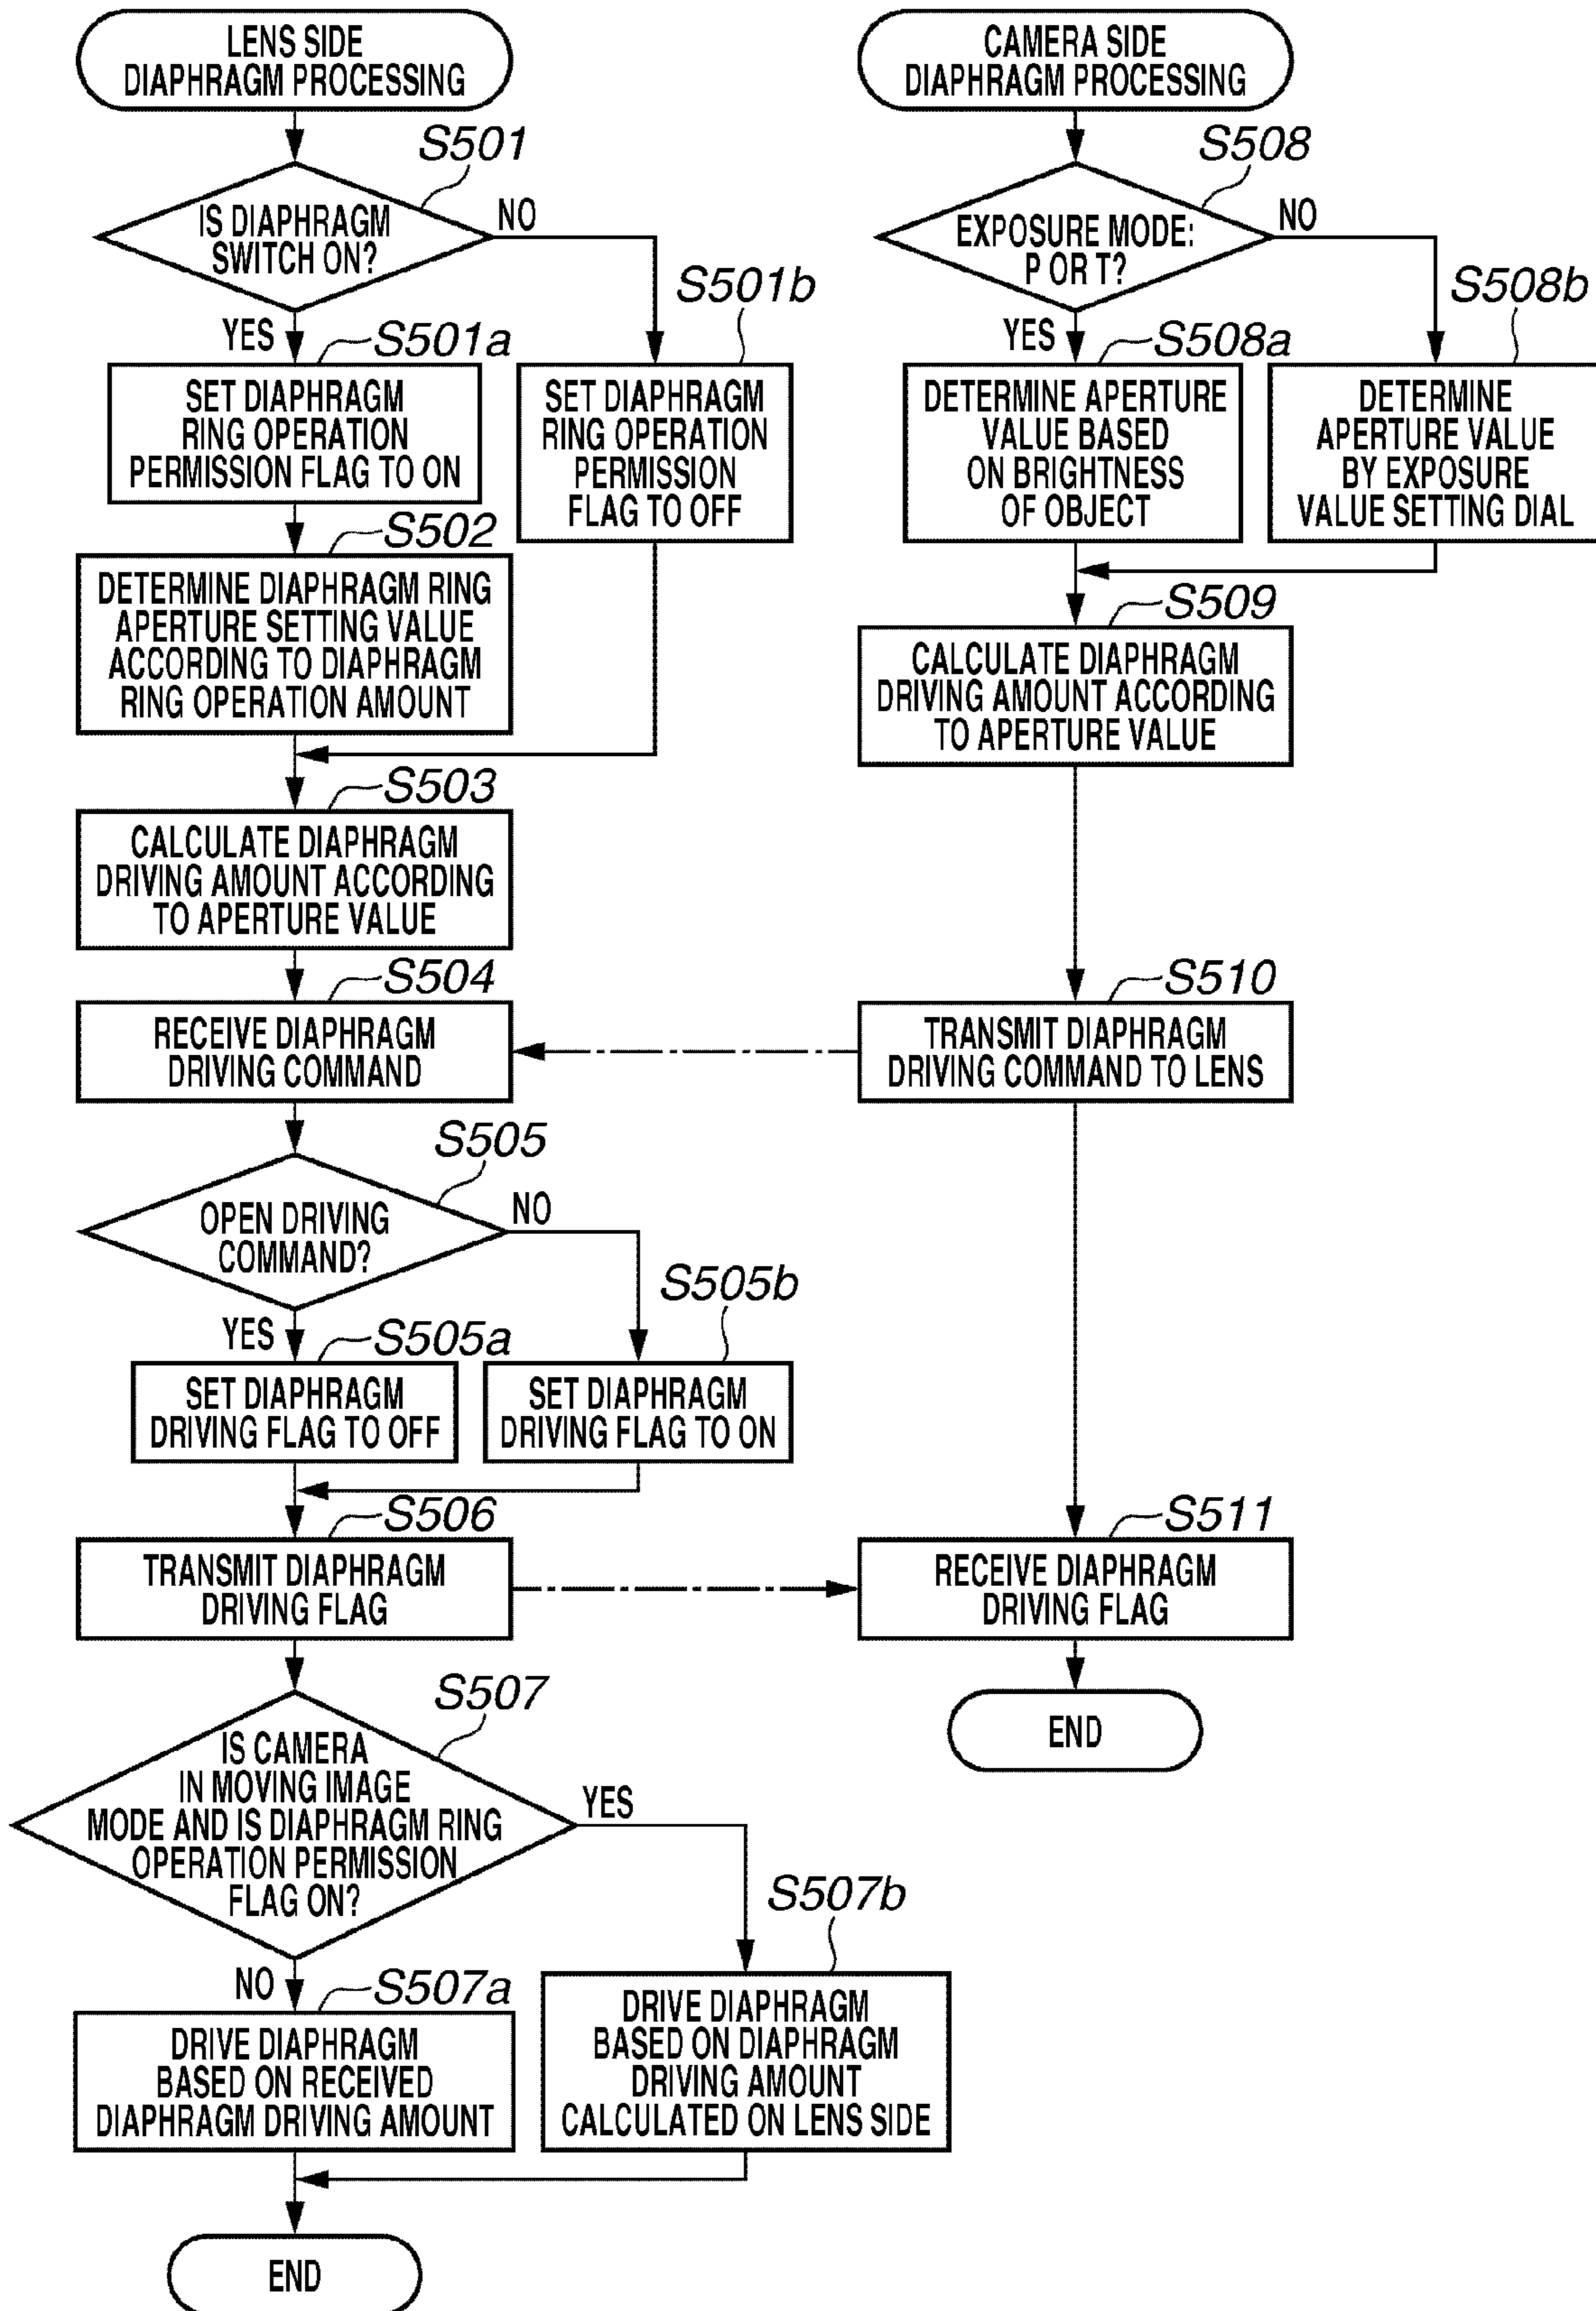 LENS SIDE
DIAPHRAGM PROCESSING
S501
IS DIAPHRAGM
SWITCH ON?
NO
YES
S501a
SET DIAPHRAGM
RING OPERATION
PERMISSION FLAG TO ON
S501b
SET DIAPHRAGM
RING OPERATION
PERMISSION
FLAG TO OFF
S502
DETERMINE DIAPHRAGM RING
APERTURE SETTING VALUE
ACCORDING TO DIAPHRAGM
RING OPERATION AMOUNT
S503
CALCULATE DIAPHRAGM
DRIVING AMOUNT ACCORDING
TO APERTURE VALUE
S504
RECEIVE DIAPHRAGM
DRIVING COMMAND
S505
OPEN DRIVING
COMMAND?
NO
YES
S505a
SET DIAPHRAGM
DRIVING FLAG TO OFF
S505b
SET DIAPHRAGM
DRIVING FLAG TO ON
S506
TRANSMIT DIAPHRAGM
DRIVING FLAG
S507
IS CAMERA
IN MOVING IMAGE
MODE AND IS DIAPHRAGM RING
OPERATION PERMISSION
FLAG ON?
YES
NO
S507a
DRIVE DIAPHRAGM
BASED ON RECEIVED
DIAPHRAGM DRIVING AMOUNT
S507b
DRIVE DIAPHRAGM
BASED ON DIAPHRAGM
DRIVING AMOUNT
CALCULATED ON LENS SIDE
END
CAMERA SIDE
DIAPHRAGM PROCESSING
S508
EXPOSURE MODE:
P OR T?
NO
YES
S508a
DETERMINE APERTURE
VALUE BASED
ON BRIGHTNESS
OF OBJECT
S508b
DETERMINE
APERTURE VALUE
BY EXPOSURE
VALUE SETTING DIAL
S509
CALCULATE DIAPHRAGM
DRIVING AMOUNT ACCORDING
TO APERTURE VALUE
S510
TRANSMIT DIAPHRAGM
DRIVING COMMAND TO LENS
S511
RECEIVE DIAPHRAGM
DRIVING FLAG
END